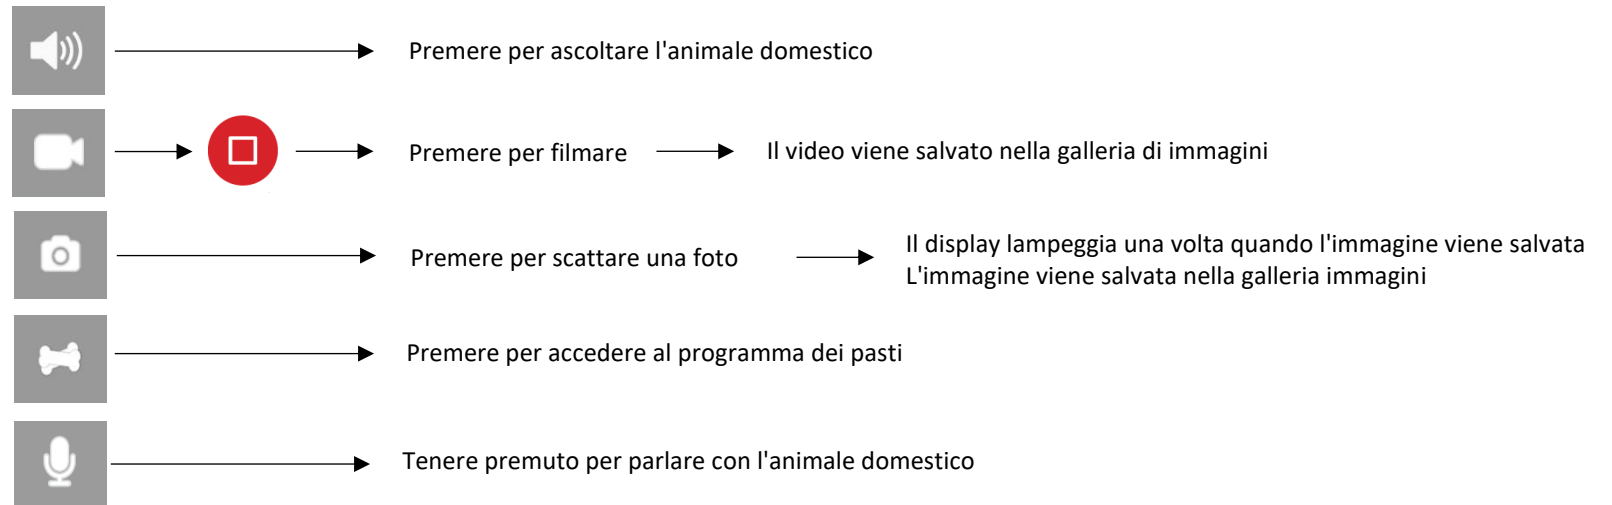 Premere per ascoltare l'animale domestico
Premere per filmare
Il video viene salvato nella galleria di immagini
Premere per scattare una foto
Il display lampeggia una volta quando l'immagine viene salvata
L'immagine viene salvata nella galleria immagini
Premere per accedere al programma dei pasti
Tenere premuto per parlare con l'animale domestico